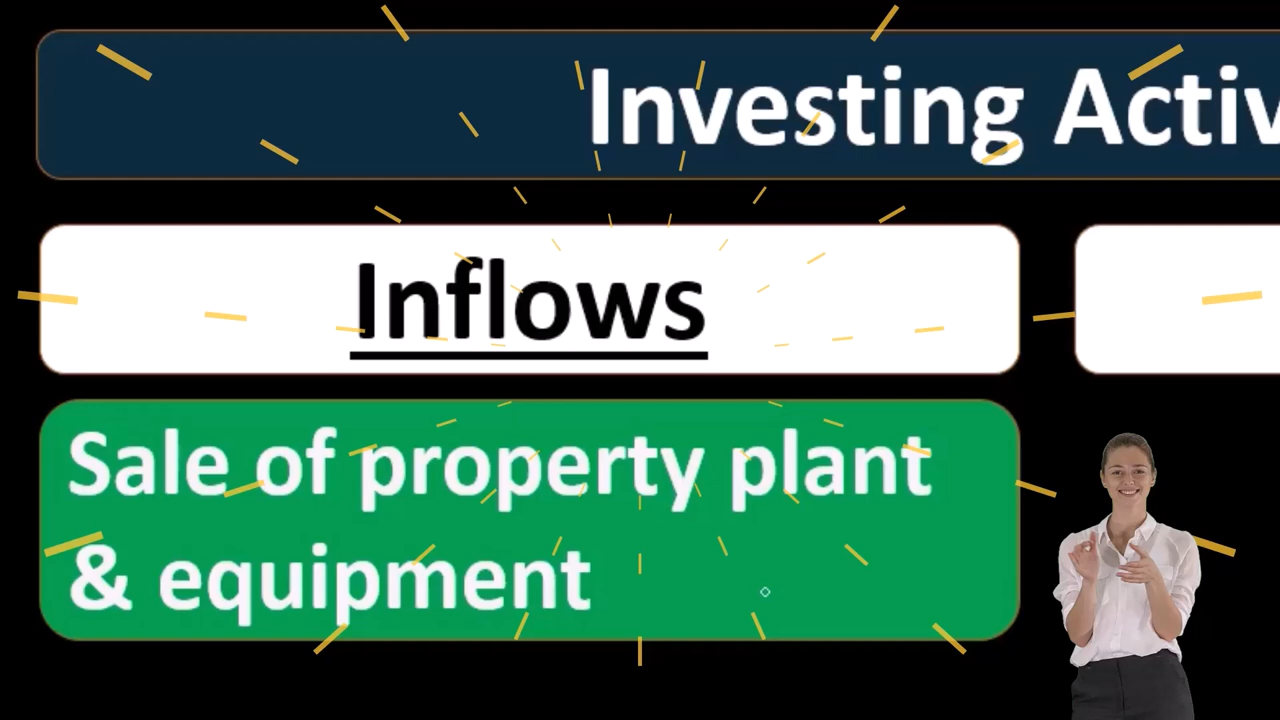 Investing Activ
Inflows
Sale of property plant
& equipment